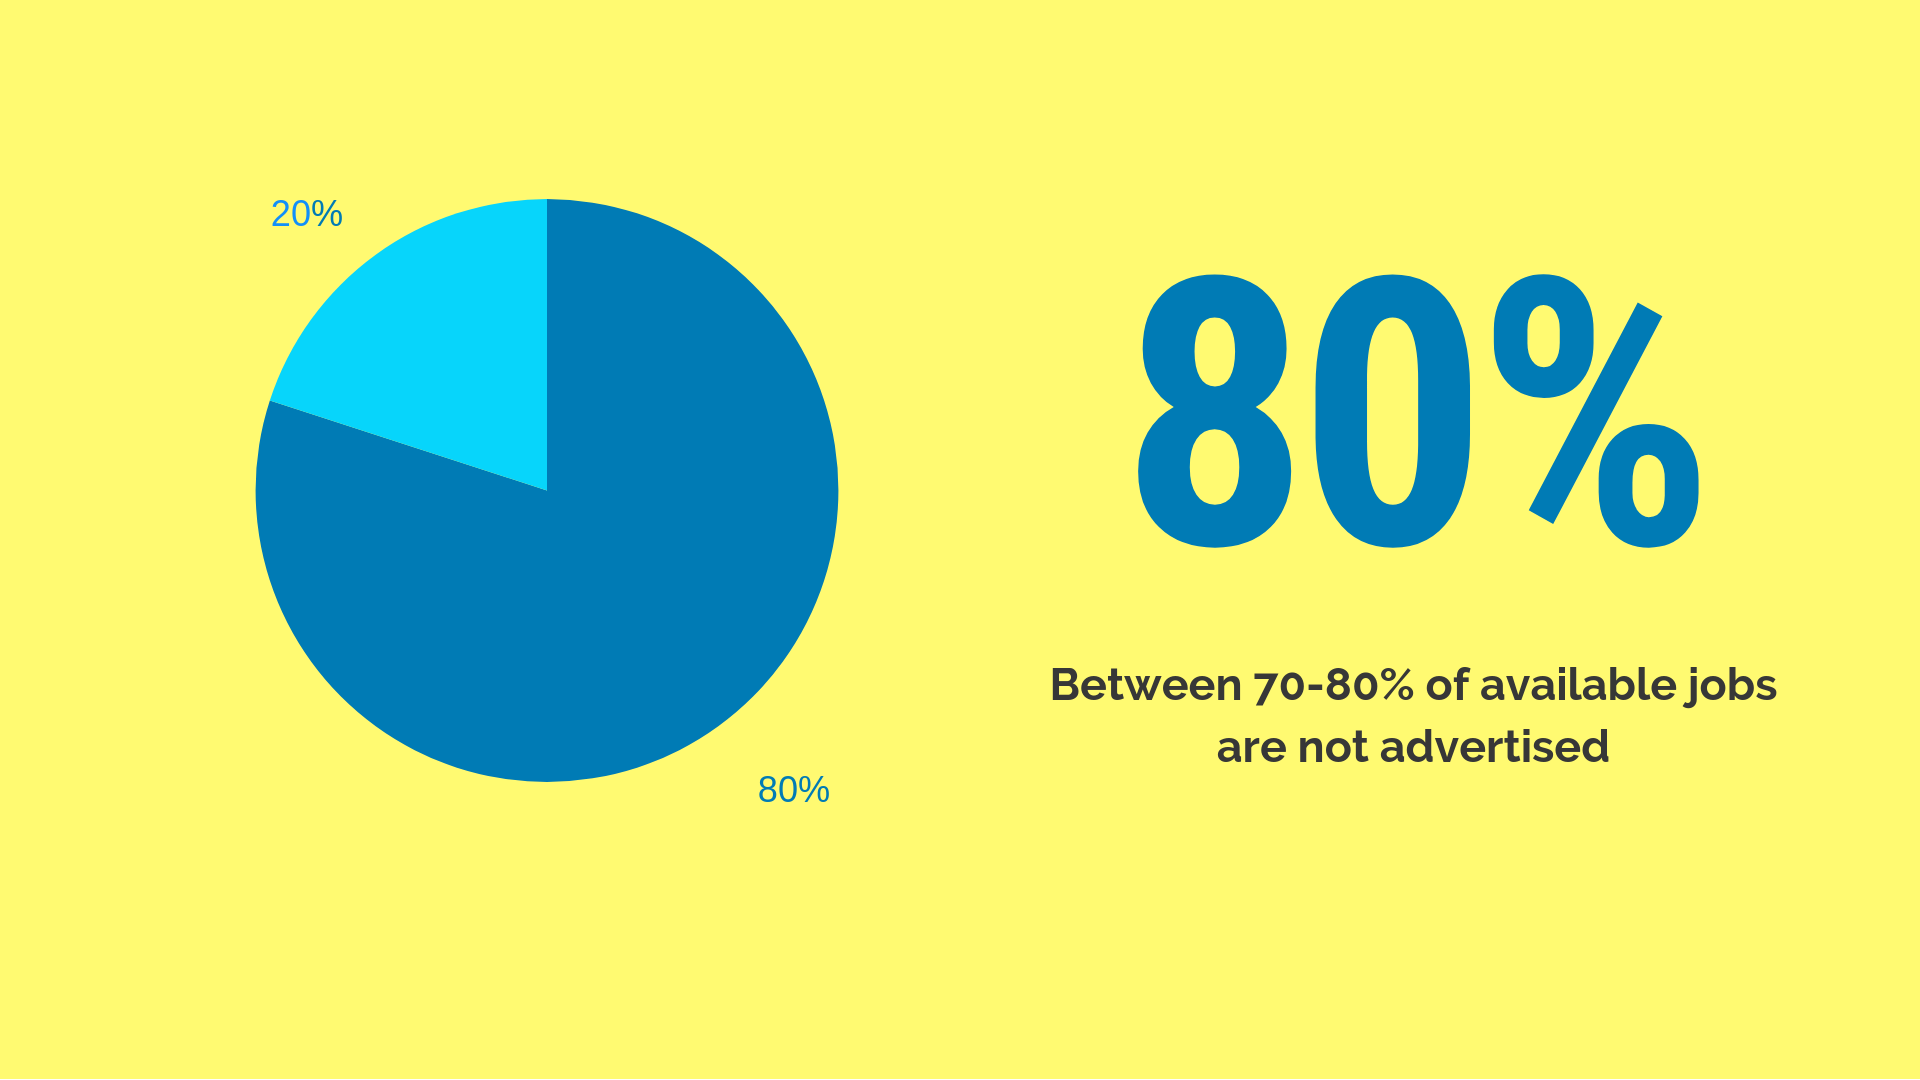 20%
80%
80%
Between 70-80% of available jobs
are not advertised